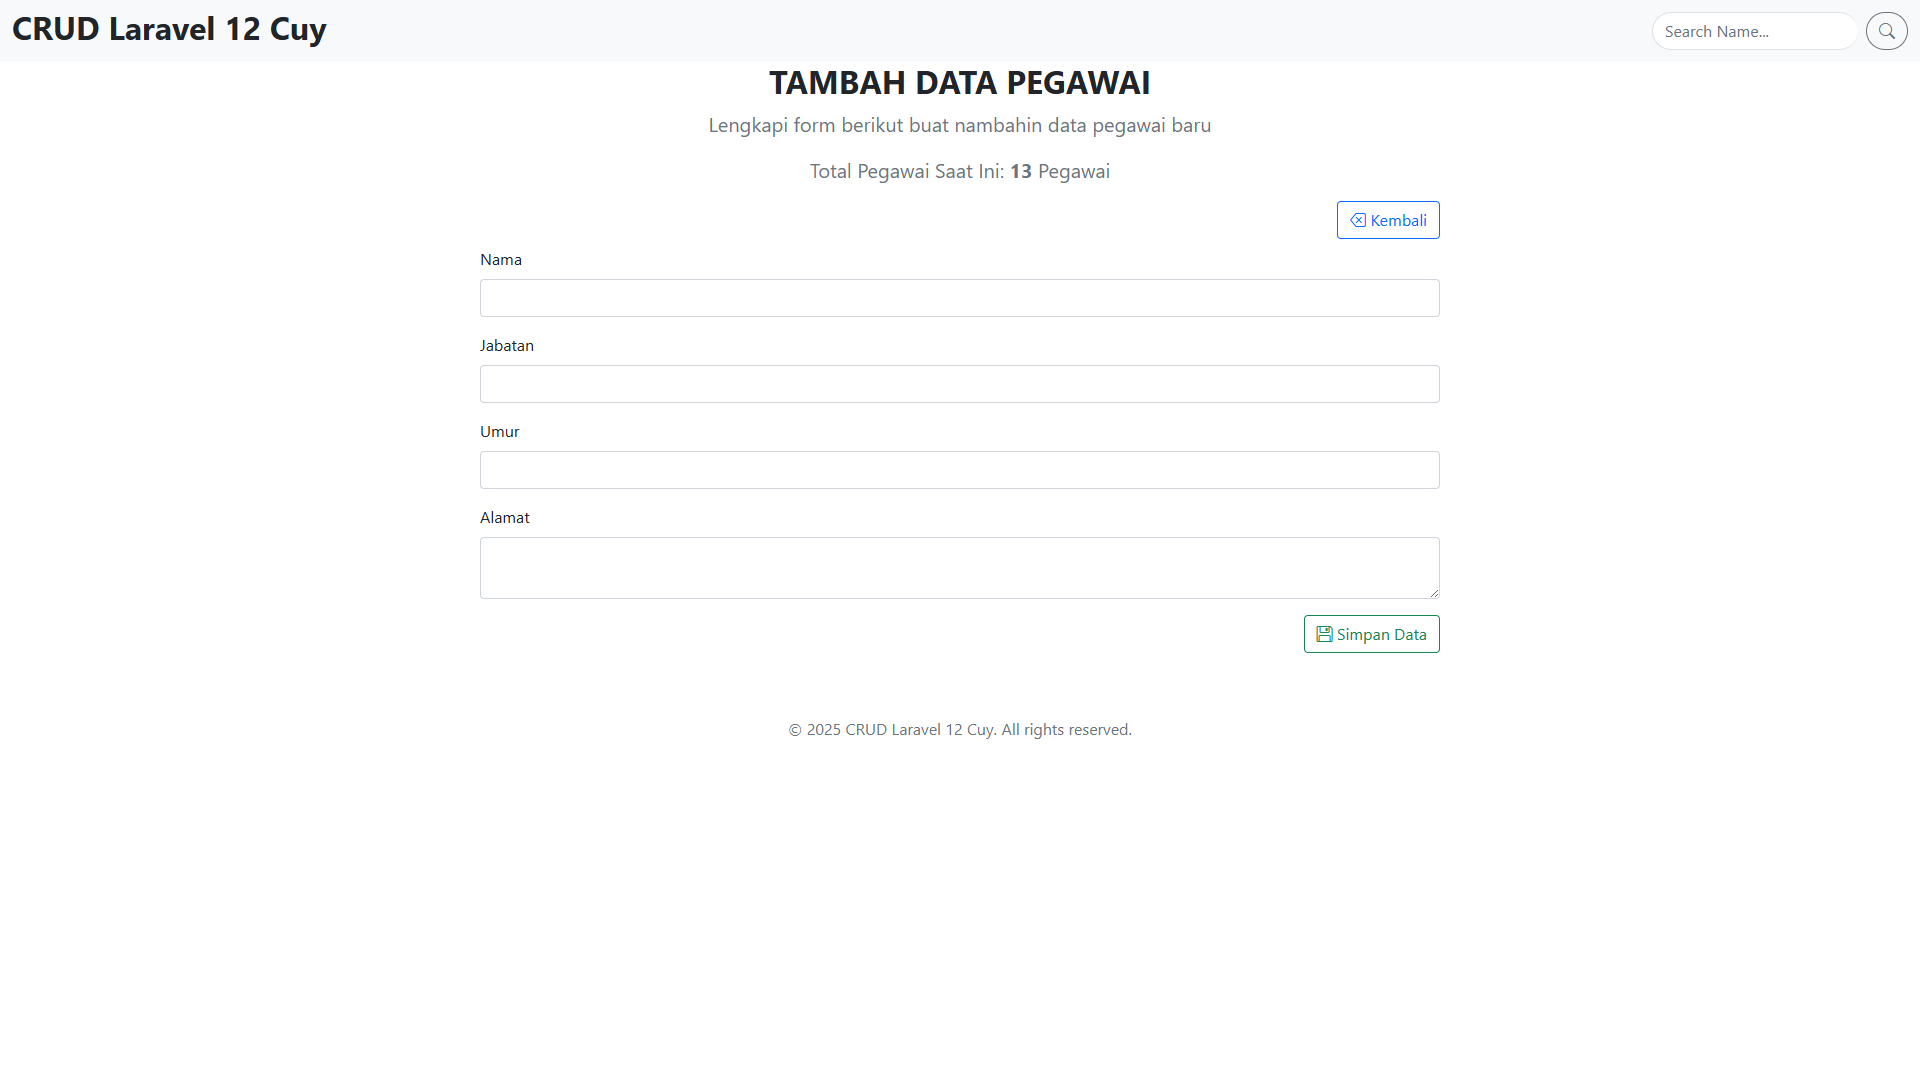 CRUD Laravel 12 Cuy
Search Name...
TAMBAH DATA PEGAWAI
Lengkapi form berikut buat nambahin data pegawai baru
Total Pegawai Saat Ini: 13 Pegawai
Kembali
Nama
Jabatan
Umur
Alamat
Simpan Data
© 2025 CRUD Laravel 12 Cuy. All rights reserved.